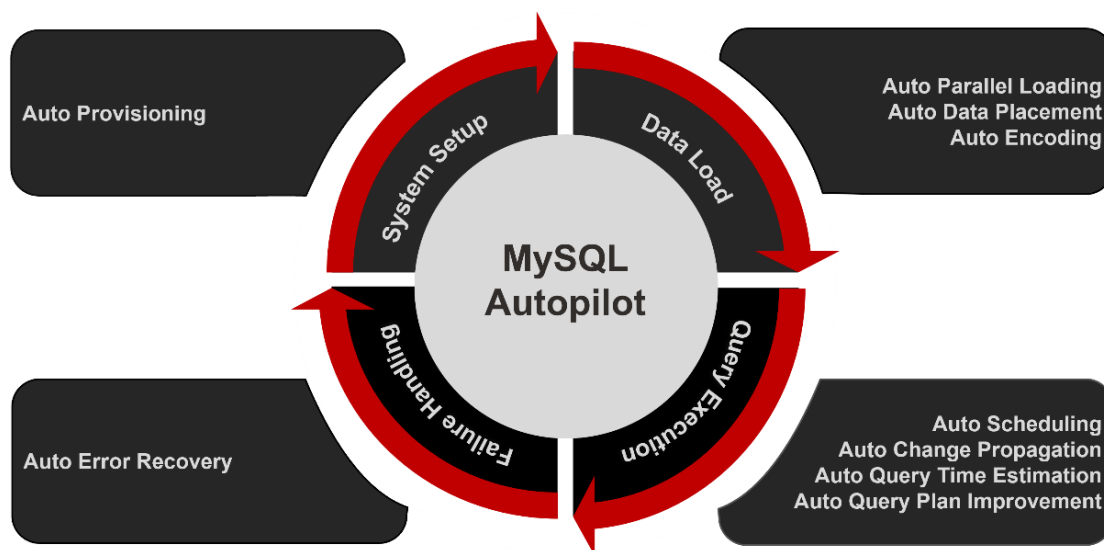 Auto Provisioning
System Setup
Data Load
Auto Parallel Loading
Auto Data Placement
Auto Encoding
MySQL
Autopilot
Auto Error Recovery
Failure Handling
Query Execution
Auto Scheduling
Auto Change Propagation
Auto Query Time Estimation
Auto Query Plan Improvement